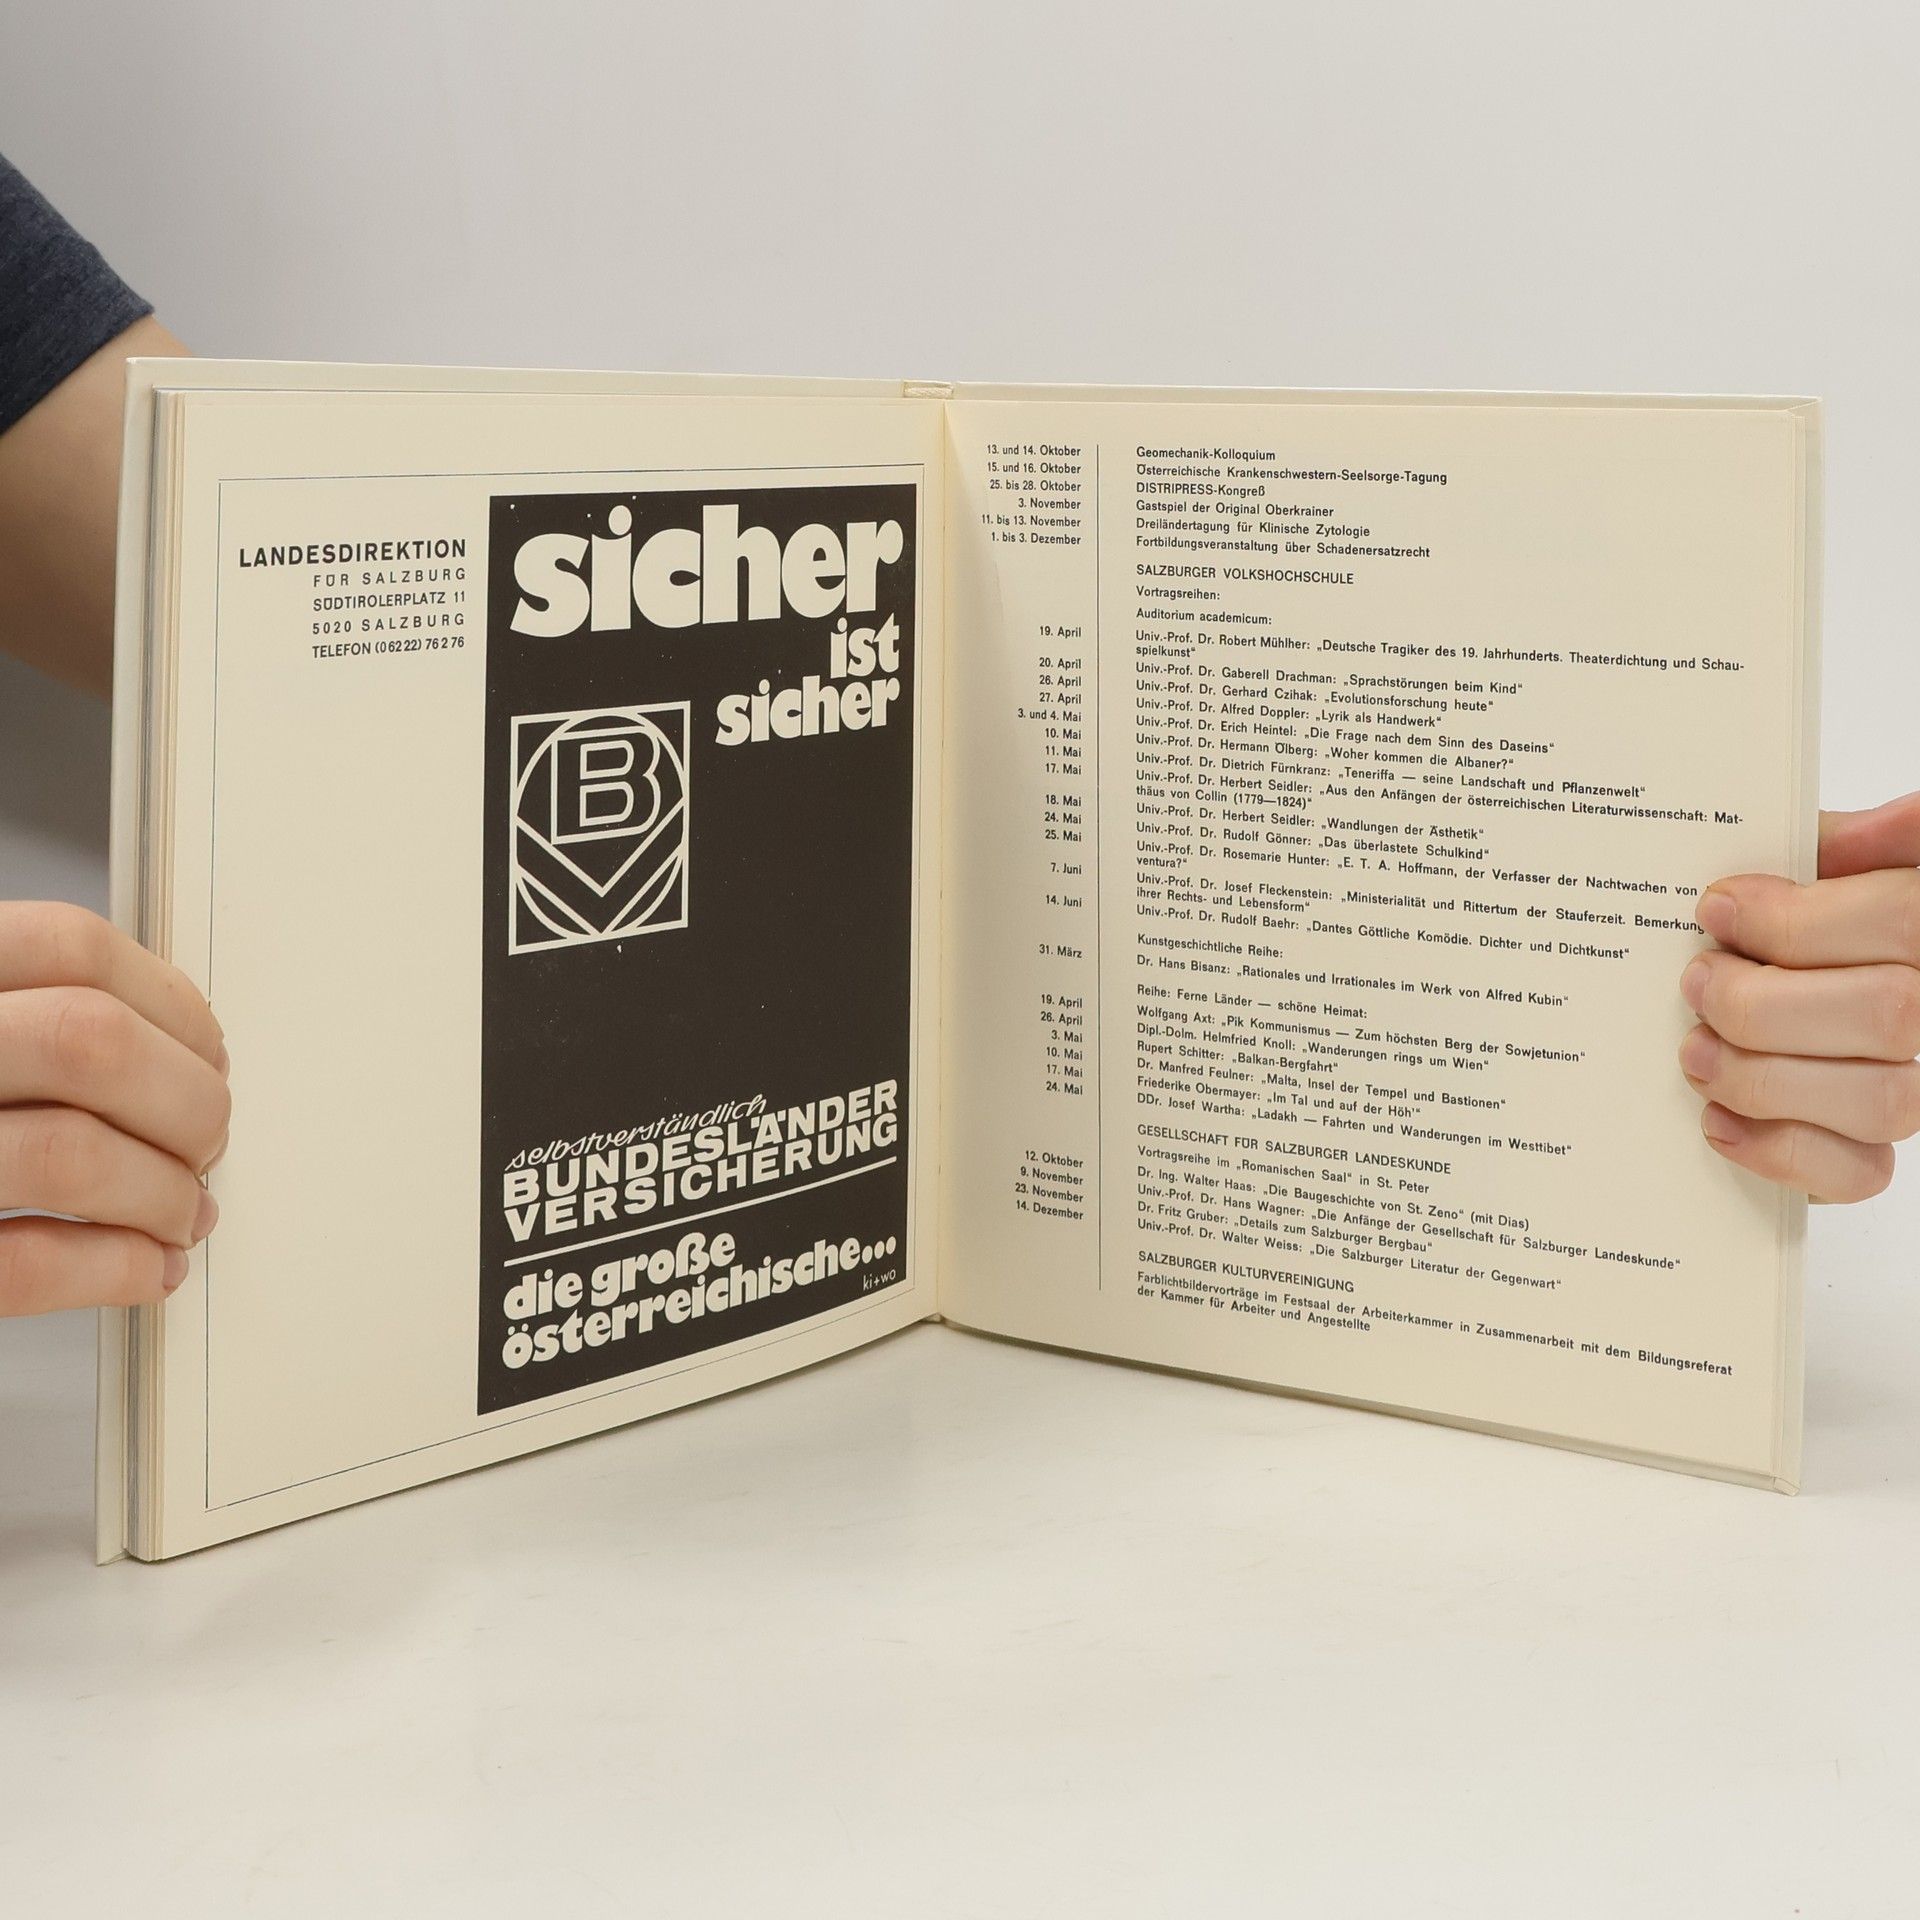 LANDESDIREKTION
FÜR SALZBURG
SÜDTIROLERPLATZ 11
5020 SALZBURG
TELEFON (0 62 22) 76 2 76
sicher
ist
sicher
BV
selbstverständlich
BUNDESLÄNDER
VERSICHERUNG
die große
österreichische...
ki+wo
13. und 14. Oktober Geomechanik-Kolloquium
15. und 16. Oktober Österreichische Krankenschwestern-Seelsorge-Tagung
25. bis 28. Oktober DISTRIPRESS-Kongreß
3. November Gastspiel der Original Oberkrainer
11. bis 13. November Dreiländertagung für Klinische Zytologie
1. bis 3. Dezember Fortbildungsveranstaltung über Schadenersatzrecht
SALZBURGER VOLKSHOCHSCHULE
Vortragsreihen:
Auditorium academicum:
19. April Univ.-Prof. Dr. Robert Mühlher: „Deutsche Tragiker des 19. Jahrhunderts. Theaterdichtung und Schau-
spielkunst“
20. April Univ.-Prof. Dr. Gaberell Drachman: „Sprachstörungen beim Kind“
26. April Univ.-Prof. Dr. Gerhard Czihak: „Evolutionsforschung heute“
27. April Univ.-Prof. Dr. Alfred Doppler: „Lyrik als Handwerk“
3. und 4. Mai Univ.-Prof. Dr. Erich Heintel: „Die Frage nach dem Sinn des Daseins“
10. Mai Univ.-Prof. Dr. Hermann Ölberg: „Woher kommen die Albaner?“
11. Mai Univ.-Prof. Dr. Dietrich Fürnkranz: „Teneriffa — seine Landschaft und Pflanzenwelt“
17. Mai Univ.-Prof. Dr. Herbert Seidler: „Aus den Anfängen der österreichischen Literaturwissenschaft: Mat-
thäus von Collin (1779—1824)“
18. Mai Univ.-Prof. Dr. Herbert Seidler: „Wandlungen der Ästhetik“
24. Mai Univ.-Prof. Dr. Rudolf Gönner: „Das überlastete Schulkind“
25. Mai Univ.-Prof. Dr. Rosemarie Hunter: „E. T. A. Hoffmann, der Verfasser der Nachtwachen von
ventura?“
7. Juni Univ.-Prof. Dr. Josef Fleckenstein: „Ministerialität und Rittertum der Stauferzeit. Bemerkung
ihrer Rechts- und Lebensform“
14. Juni Univ.-Prof. Dr. Rudolf Baehr: „Dantes Göttliche Komödie. Dichter und Dichtkunst“
Kunstgeschichtliche Reihe:
31. März Dr. Hans Bisanz: „Rationales und Irrationales im Werk von Alfred Kubin“
Reihe: Ferne Länder — schöne Heimat:
19. April Wolfgang Axt: „Pik Kommunismus — Zum höchsten Berg der Sowjetunion“
26. April Dipl.-Dolm. Helmfried Knoll: „Wanderungen rings um Wien“
3. Mai Rupert Schitter: „Balkan-Bergfahrt“
10. Mai Dr. Manfred Feulner: „Malta, Insel der Tempel und Bastionen“
17. Mai Friederike Obermayer: „Im Tal und auf der Höh'“
24. Mai DDr. Josef Wartha: „Ladakh — Fahrten und Wanderungen im Westtibet“
GESELLSCHAFT FÜR SALZBURGER LANDESKUNDE
Vortragsreihe im „Romanischen Saal“ in St. Peter
12. Oktober Dr. Ing. Walter Haas: „Die Baugeschichte von St. Zeno“ (mit Dias)
9. November Univ.-Prof. Dr. Hans Wagner: „Die Anfänge der Gesellschaft für Salzburger Landeskunde“
23. November Dr. Fritz Gruber: „Details zum Salzburger Bergbau“
14. Dezember Univ.-Prof. Dr. Walter Weiss: „Die Salzburger Literatur der Gegenwart“
SALZBURGER KULTURVEREINIGUNG
Farblichtbildervorträge im Festsaal der Arbeiterkammer in Zusammenarbeit mit dem Bildungsreferat
der Kammer für Arbeiter und Angestellte